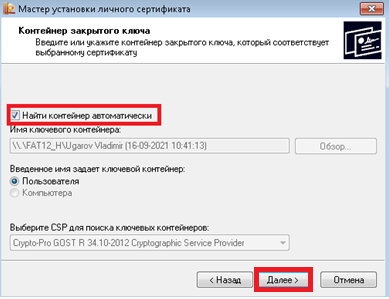 Мастер установки личного сертификата
Контейнер закрытого ключа
Введите или укажите контейнер закрытого ключа, который соответствует
выбранному сертификату.
Найти контейнер автоматически
Имя ключевого контейнера:
\\.\FAT12_H\Ugarov Vladimir (16-09-2021 10:41:13)
Обзор...
Введенное имя задает ключевой контейнер:
Пользователя
Компьютера
Выберите CSP для поиска ключевых контейнеров:
Crypto-Pro GOST R 34.10-2012 Cryptographic Service Provider
< Назад
Далее >
Отмена